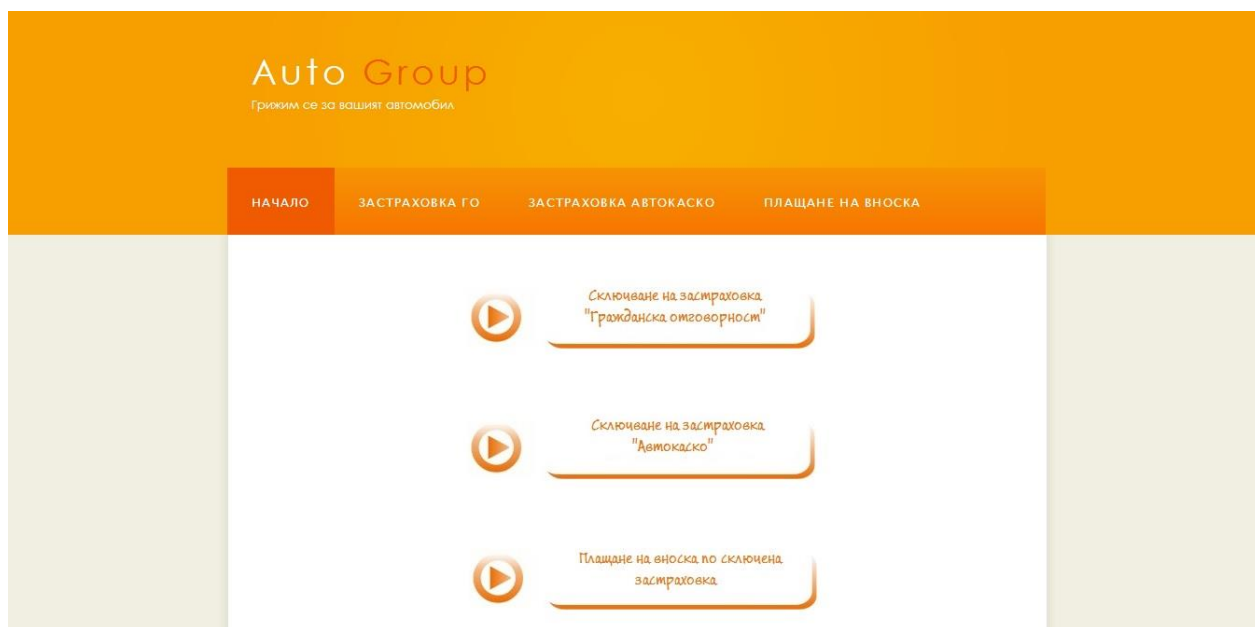 Auto Group
Грижим се за вашият автомобил
НАЧАЛО ЗАСТРАХОВКА ГО ЗАСТРАХОВКА АВТОКАСКО ПЛАЩАНЕ НА ВНОСКА
Сключване на застраховка
"Гражданска отговорност"
Сключване на застраховка
"Автокаско"
Плащане на вноска по сключена
застраховка